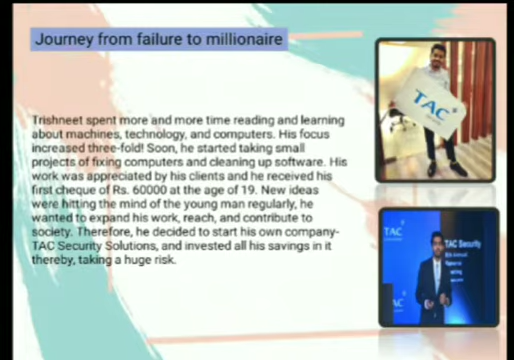 Journey from failure to millionaire
Trishneet spent more and more time reading and learning
about machines, technology, and computers. His focus
increased three-fold! Soon, he started taking small
projects of fixing computers and cleaning up software. His
work was appreciated by his clients and he received his
first cheque of Rs. 60000 at the age of 19. New ideas
were hitting the mind of the young man regularly, he
wanted to expand his work, reach, and contribute to
society. Therefore, he decided to start his own company-
TAC Security Solutions, and invested all his savings in it
thereby, taking a huge risk.
TAC
TAC
TAC Security
AC